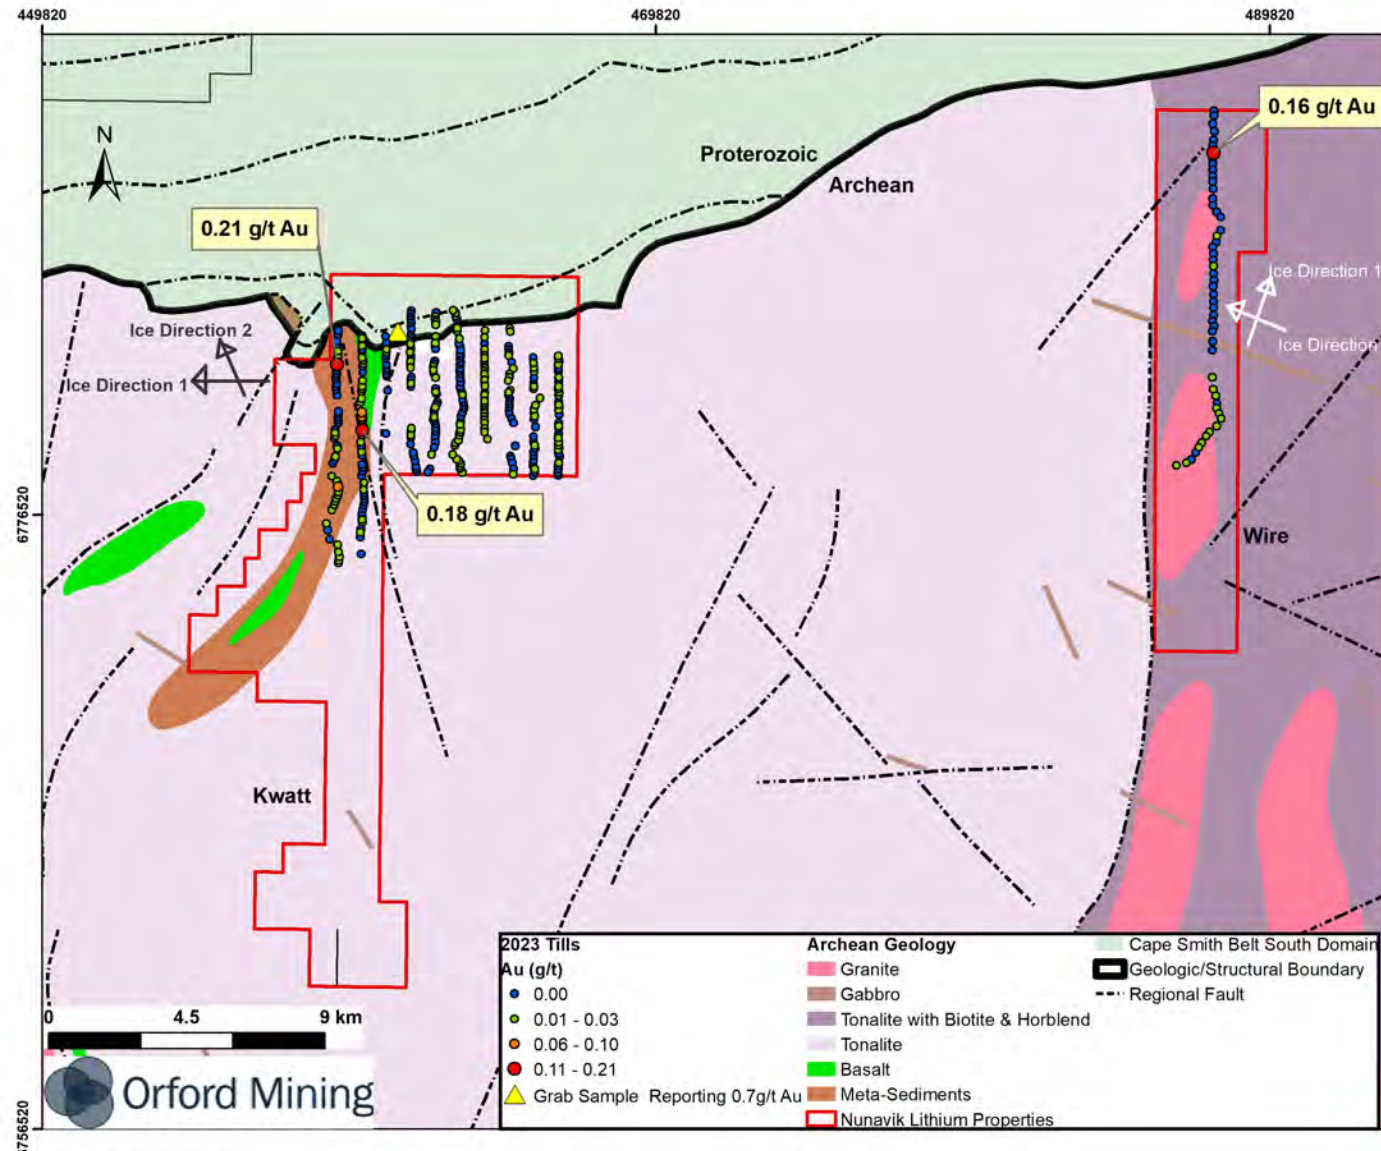 449820
469820
489820
0.16 g/t Au
N
Proterozoic
Archean
0.21 g/t Au
Ice Direction 1
Ice Direction 2
Ice Direction
Ice Direction 1
6776520
0.18 g/t Au
Wire
Kwatt
2023 Tills
Au (g/t)
0.00
0.01 - 0.03
0.06 - 0.10
0.11 - 0.21
Grab Sample Reporting 0.7g/t Au
Archean Geology
Granite
Gabbro
Tonalite with Biotite & Horblend
Tonalite
Basalt
Meta-Sediments
Nunavik Lithium Properties
Cape Smith Belt South Domain
Geologic/Structural Boundary
Regional Fault
0 4.5 9 km
Orford Mining
6756520